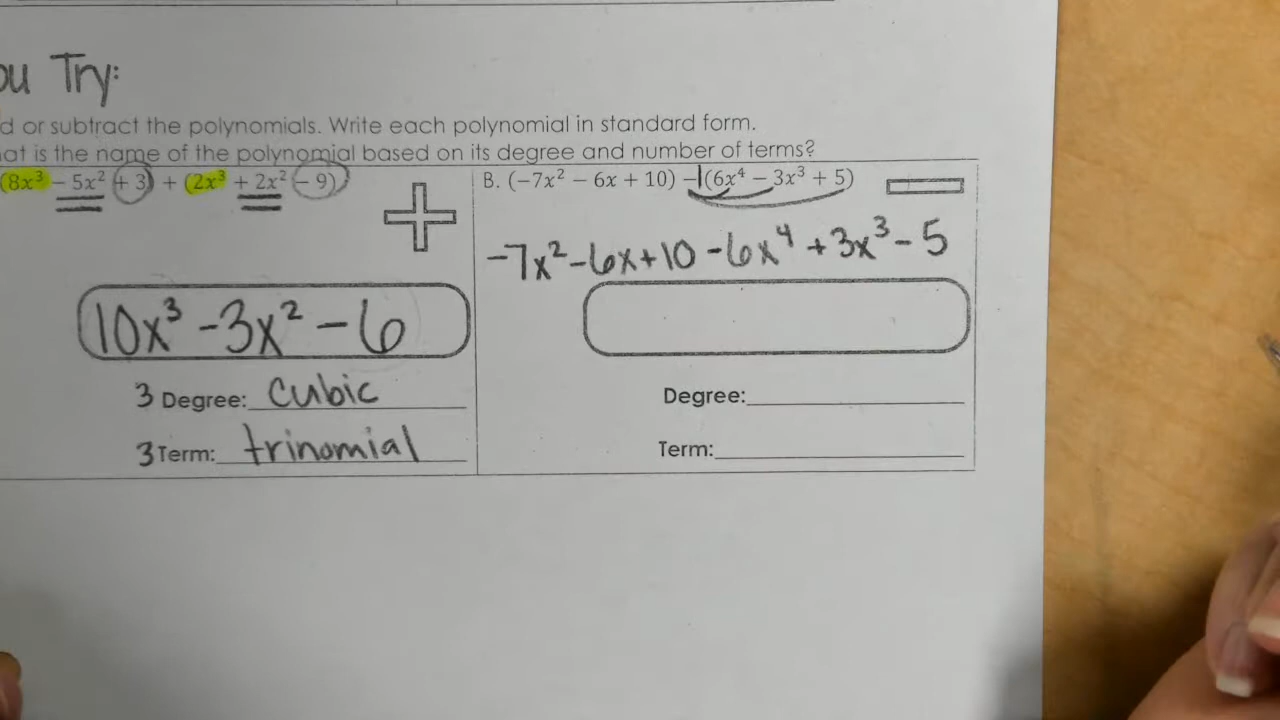 ou Try:
d or subtract the polynomials. Write each polynomial in standard form.
at is the name of the polynomial based on its degree and number of terms?
(8x³ − 5x² + 3) + (2x³ + 2x² − 9)
10x³ - 3x² - 6
3 Degree: cubic
3 Term: trinomial
B. (−7x² − 6x + 10) − 1(6x⁴ − 3x³ + 5)
-7x² - 6x + 10 - 6x⁴ + 3x³ - 5
Degree:
Term: